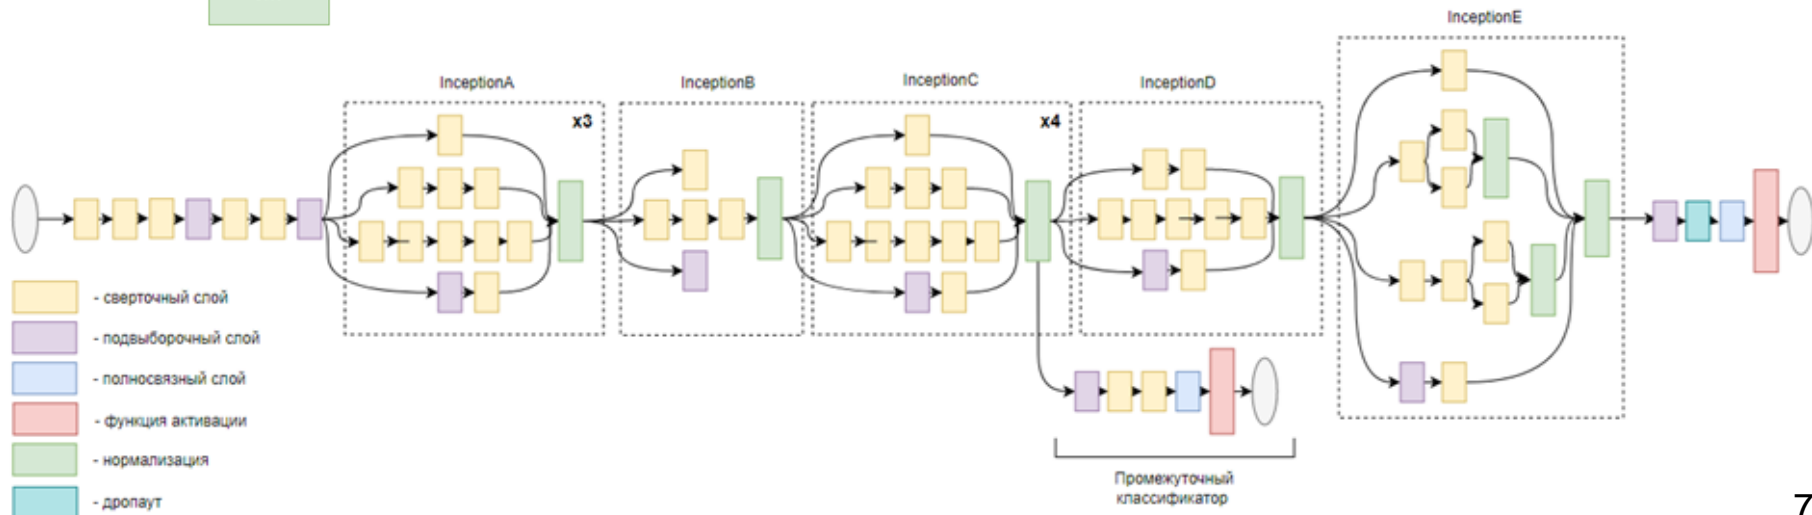 InceptionE
InceptionA
InceptionB
InceptionC
InceptionD
x3
x4
- сверточный слой
- подвыборочный слой
- полносвязный слой
- функция активации
- нормализация
- дропаут
Промежуточный
классификатор
7